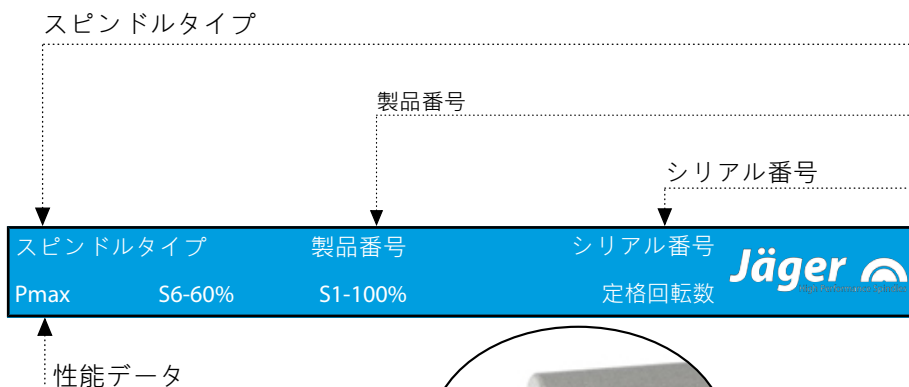 スピンドルタイプ
製品番号
シリアル番号
スピンドルタイプ 製品番号 シリアル番号
Jäger
Pmax S6-60% S1-100% 定格回転数
性能データ